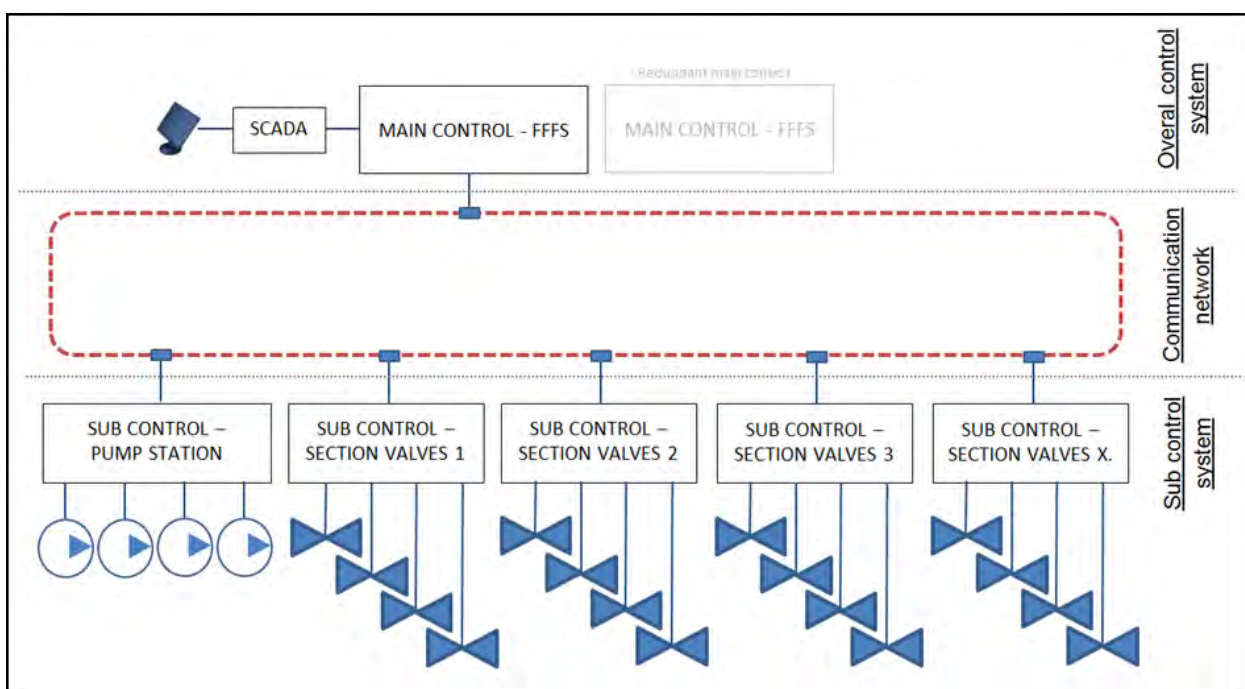 Redundant main control
SCADA
MAIN CONTROL - FFFS
MAIN CONTROL - FFFS
Overal control
system
Communication
network
SUB CONTROL –
PUMP STATION
SUB CONTROL –
SECTION VALVES 1
SUB CONTROL –
SECTION VALVES 2
SUB CONTROL –
SECTION VALVES 3
SUB CONTROL –
SECTION VALVES X.
Sub control
system